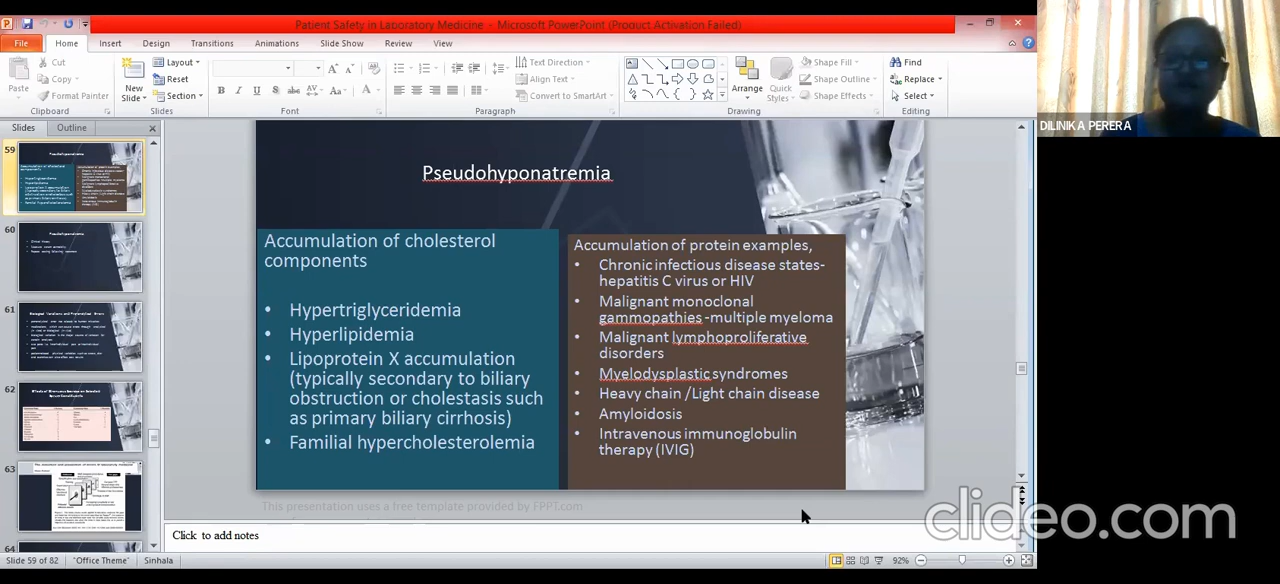 Patient Safety in Laboratory Medicine - Microsoft PowerPoint (Product Activation Failed)
File Home Insert Design Transitions Animations Slide Show Review View
Cut
Copy
Format Painter
Paste
Clipboard
New
Slide
Layout
Reset
Section
Slides
Font
Paragraph
Text Direction
Align Text
Convert to SmartArt
Arrange
Quick
Styles
Shape Fill
Shape Outline
Shape Effects
Drawing
Find
Replace
Select
Editing
DILINIKA PERERA
Slides Outline
59
60
61
62
63
64
Pseudohyponatremia
Accumulation of cholesterol
components
• Hypertriglyceridemia
• Hyperlipidemia
• Lipoprotein X accumulation
(typically secondary to biliary
obstruction or cholestasis such
as primary biliary cirrhosis)
• Familial hypercholesterolemia
Accumulation of protein examples,
• Chronic infectious disease states-
hepatitis C virus or HIV
• Malignant monoclonal
gammopathies -multiple myeloma
• Malignant lymphoproliferative
disorders
• Myelodysplastic syndromes
• Heavy chain /Light chain disease
• Amyloidosis
• Intravenous immunoglobulin
therapy (IVIG)
This presentation uses a free template provided by FPPT.com
clideo.com
Click to add notes
Slide 59 of 82 "Office Theme" Sinhala 92%